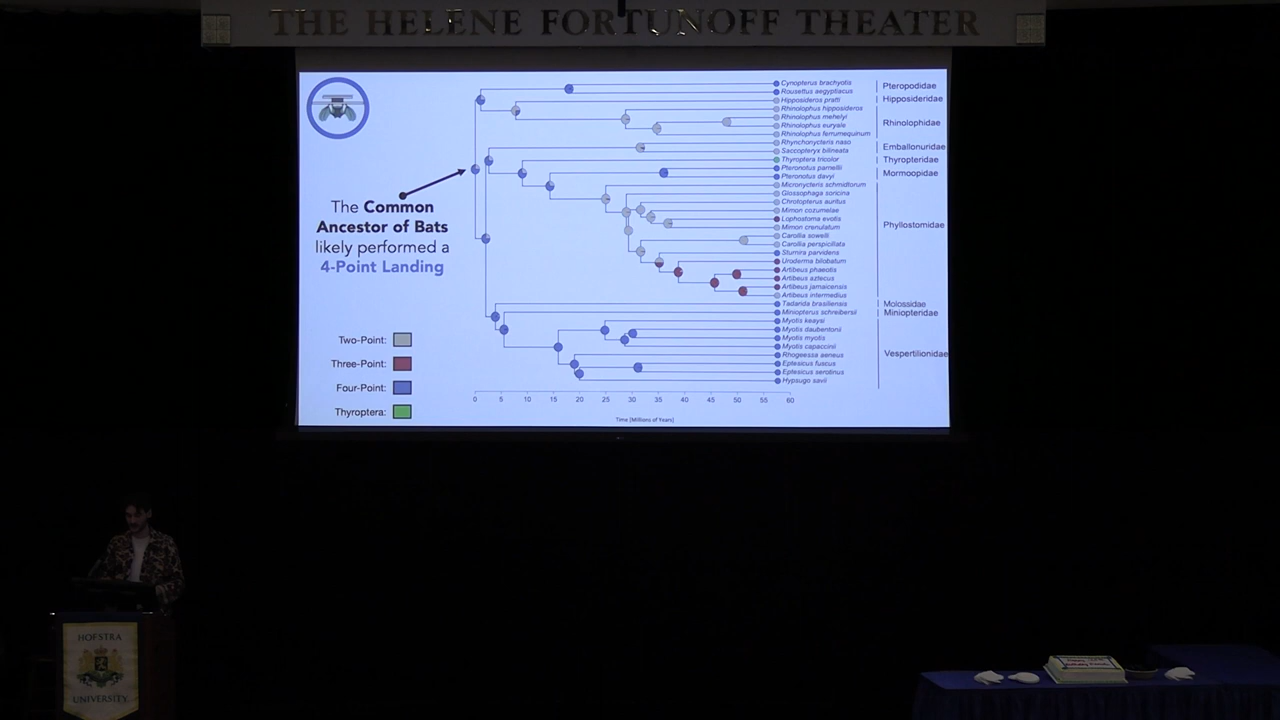 THE HELENE FORTUNOFF THEATER
Cynopterus brachyotis
Rousettus aegyptiacus
Pteropodidae
Hipposideros pratti
Hipposideridae
Rhinolophus hipposideros
Rhinolophus mehelyi
Rhinolophus euryale
Rhinolophidae
Rhinolophus ferrumequinum
Rhynchonycteris naso
Saccopteryx bilineata
Emballonuridae
Thyroptera tricolor
Thyropteridae
Pteronotus parnellii
Pteronotus davyi
Mormoopidae
Micronycteris schmidtorum
Glossophaga soricina
Chrotopterus auritus
Mimon cozumelae
Lophostoma evotis
Mimon crenulatum
Phyllostomidae
Carollia sowelli
Carollia perspicillata
Sturnira parvidens
Uroderma bilobatum
Artibeus phaeotis
Artibeus aztecus
Artibeus jamaicensis
Artibeus intermedius
Tadarida brasiliensis
Molossidae
Miniopterus schreibersii
Miniopteridae
Myotis keaysi
Myotis daubentonii
Myotis myotis
Myotis capaccinii
Vespertilionidae
Rhogeessa aeneus
Eptesicus fuscus
Eptesicus serotinus
Hypsugo savii
The Common
Ancestor of Bats
likely performed a
4-Point Landing
Two-Point:
Three-Point:
Four-Point:
Thyroptera:
0 5 10 15 20 25 30 35 40 45 50 55 60
Time (Millions of Years)
HOFSTRA
UNIVERSITY